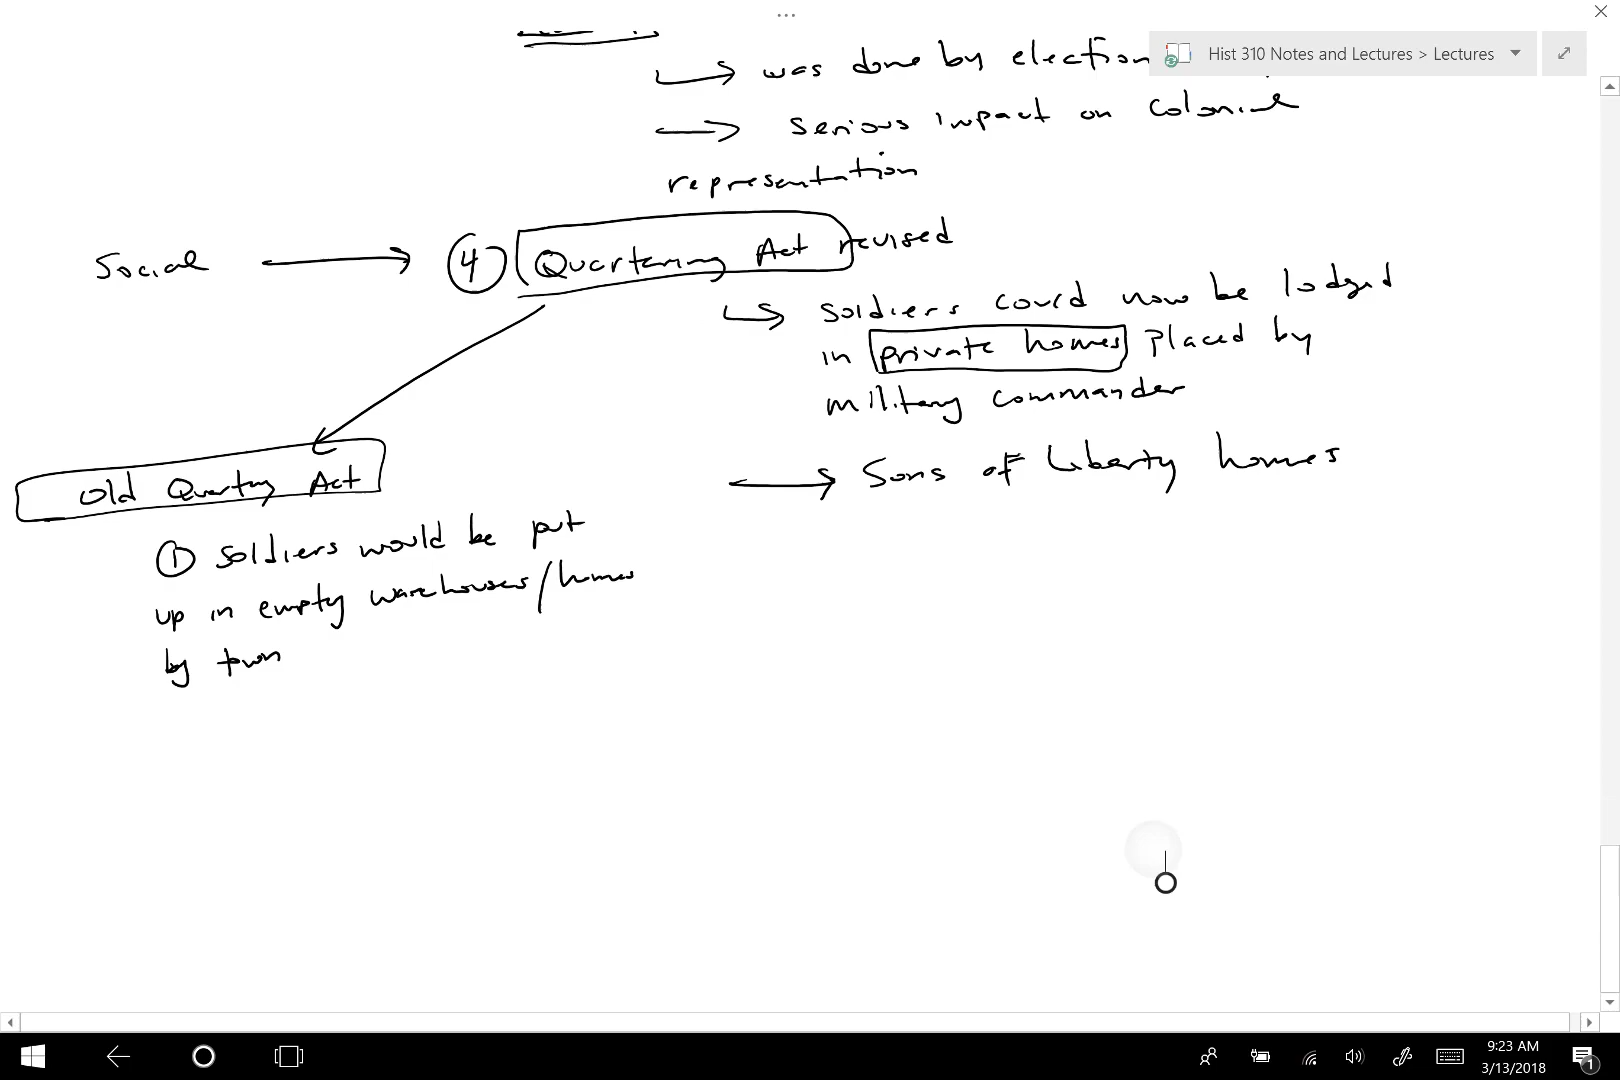 was done by election
Hist 310 Notes and Lectures > Lectures
serious impact on colonial
representation
Social
4 Quartering Act revised
soldiers could now be lodged
in private homes placed by
military commander
Sons of Liberty homes
Old Quartring Act
1 soldiers would be put
up in empty warehouses/homes
by town
9:23 AM
3/13/2018
1